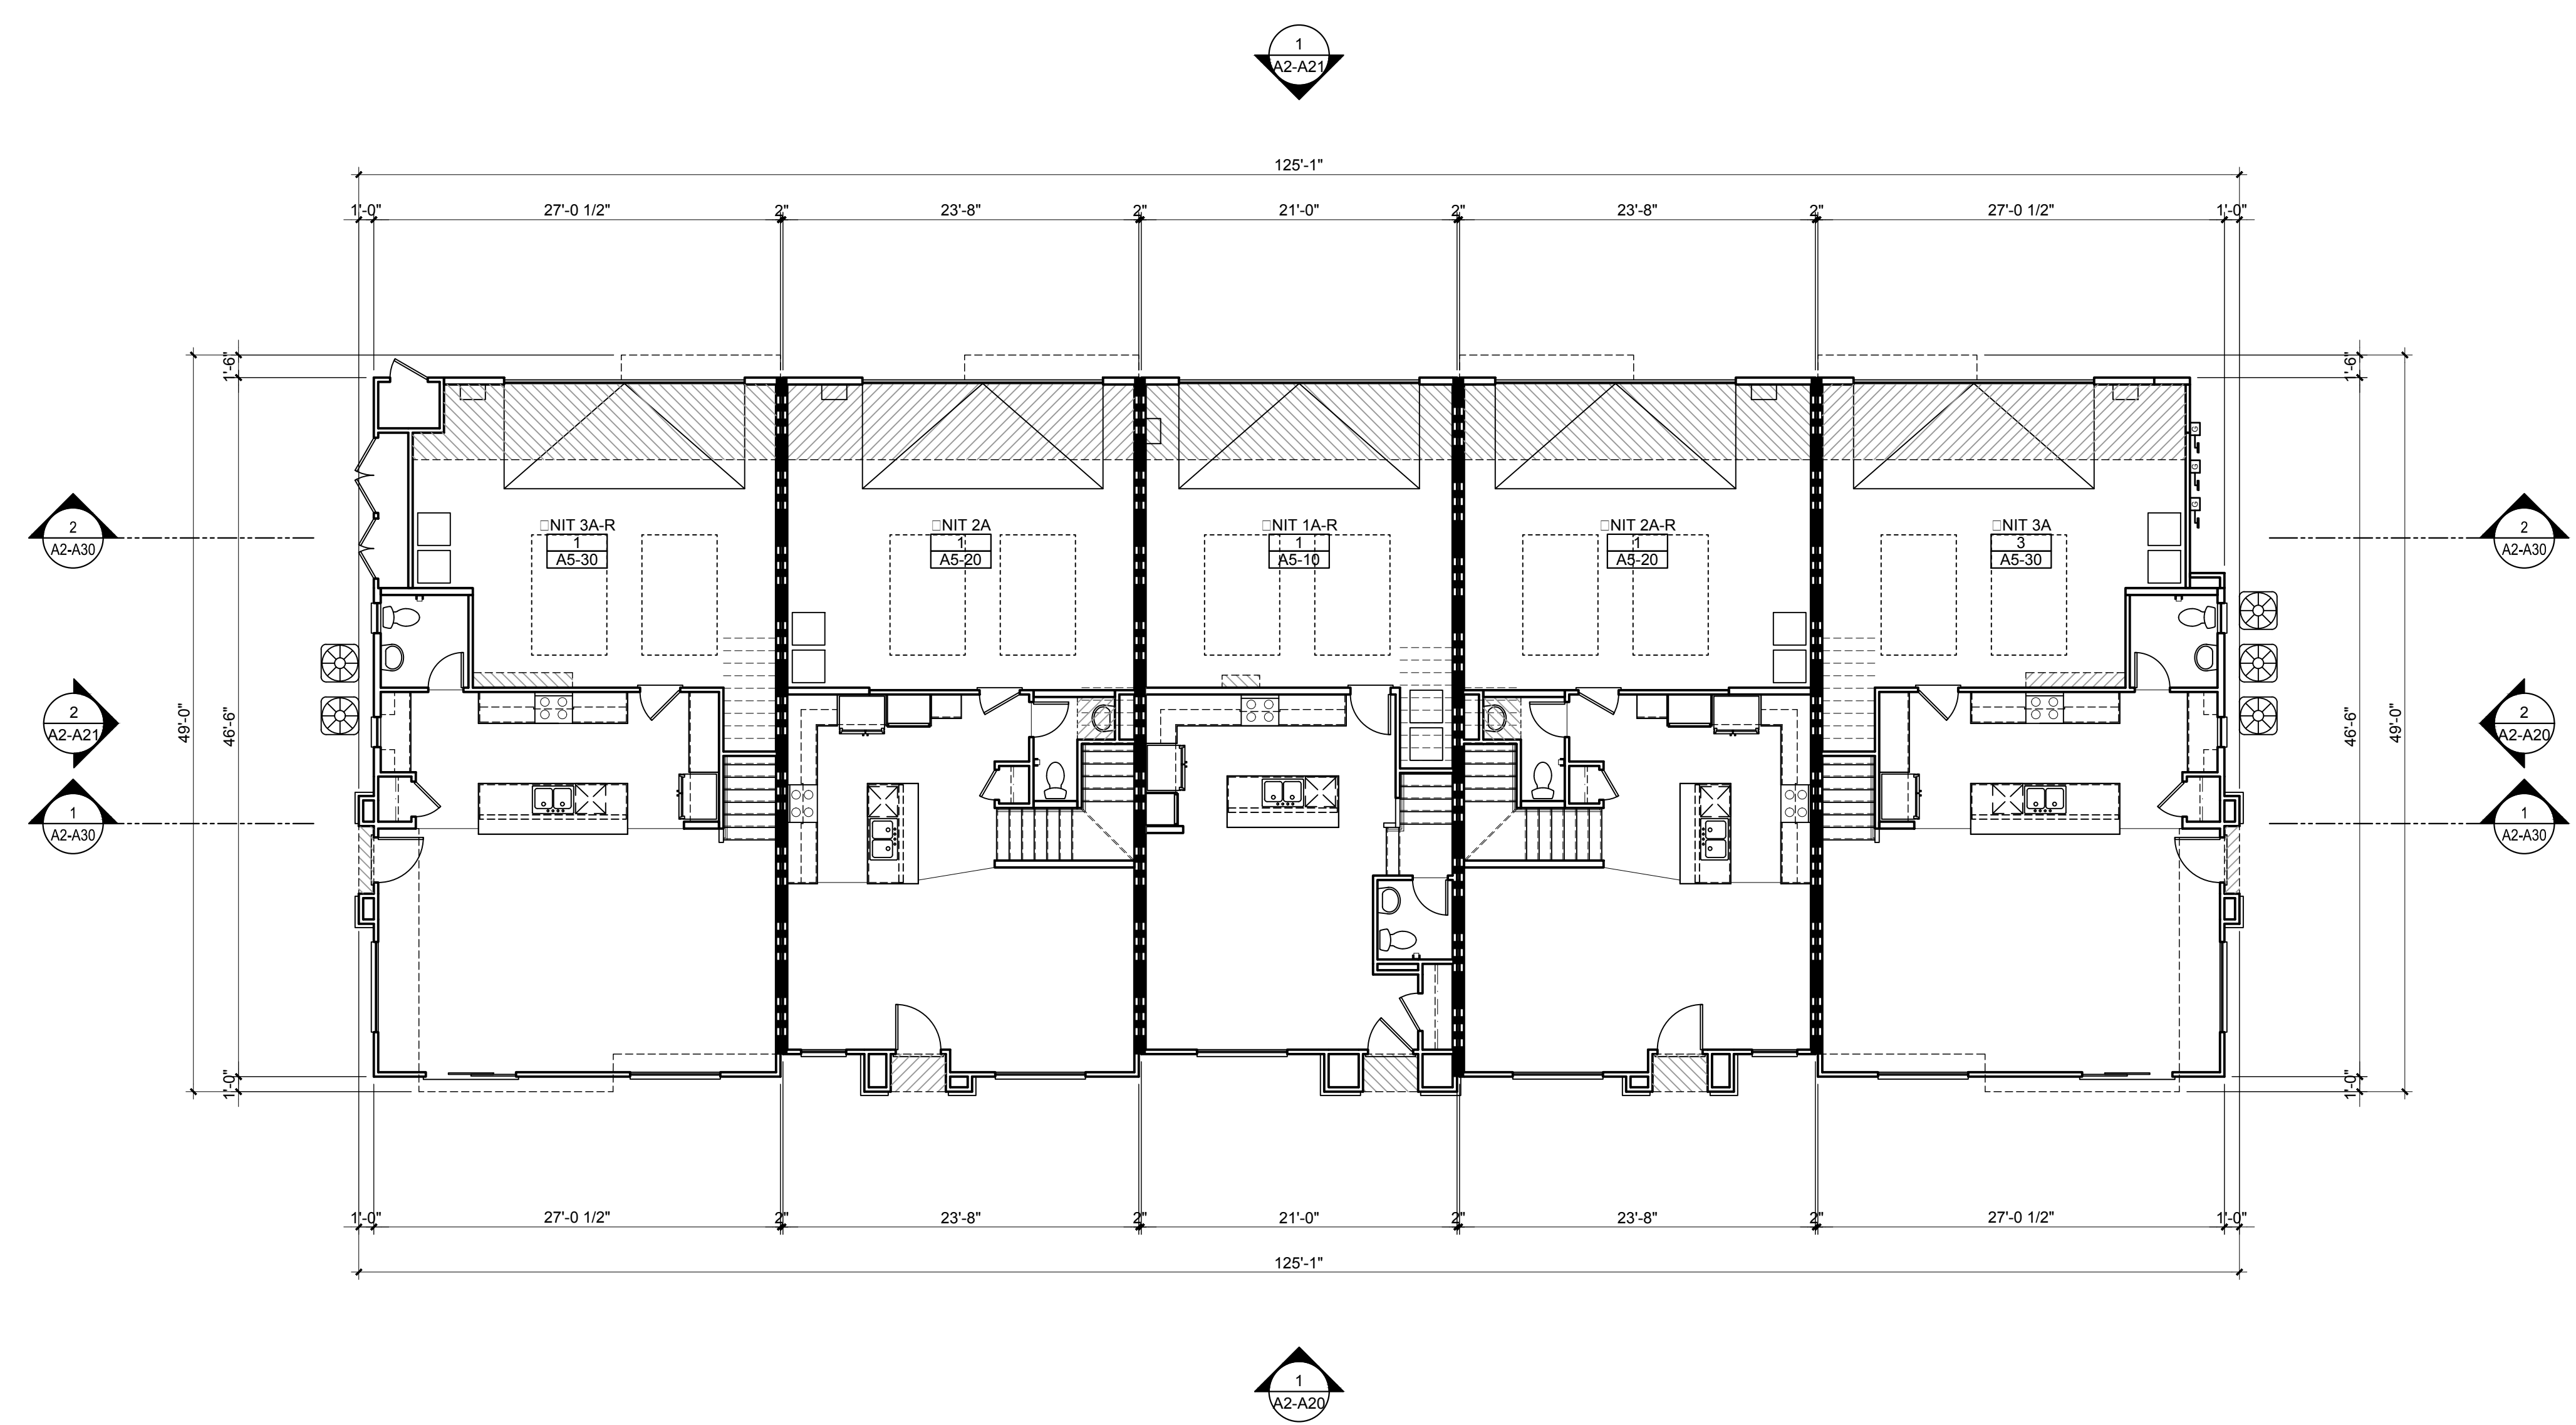 1
A2-A21
125'-1"
1'-0" 27'-0 1/2" 2" 23'-8" 2" 21'-0" 2" 23'-8" 2" 27'-0 1/2" 1'-0"
1'-6" 1'-6"
□NIT 3A-R □NIT 2A □NIT 1A-R □NIT 2A-R □NIT 3A
1 1 1 1 3
A5-30 A5-20 A5-10 A5-20 A5-30
G
G
G
2 2
A2-A30 A2-A30
49'-0" 46'-6" 46'-6" 49'-0"
2 2
A2-A21 A2-A20
1 1
A2-A30 A2-A30
1'-0" 1'-0"
1'-0" 27'-0 1/2" 2" 23'-8" 2" 21'-0" 2" 23'-8" 2" 27'-0 1/2" 1'-0"
125'-1"
1
A2-A20